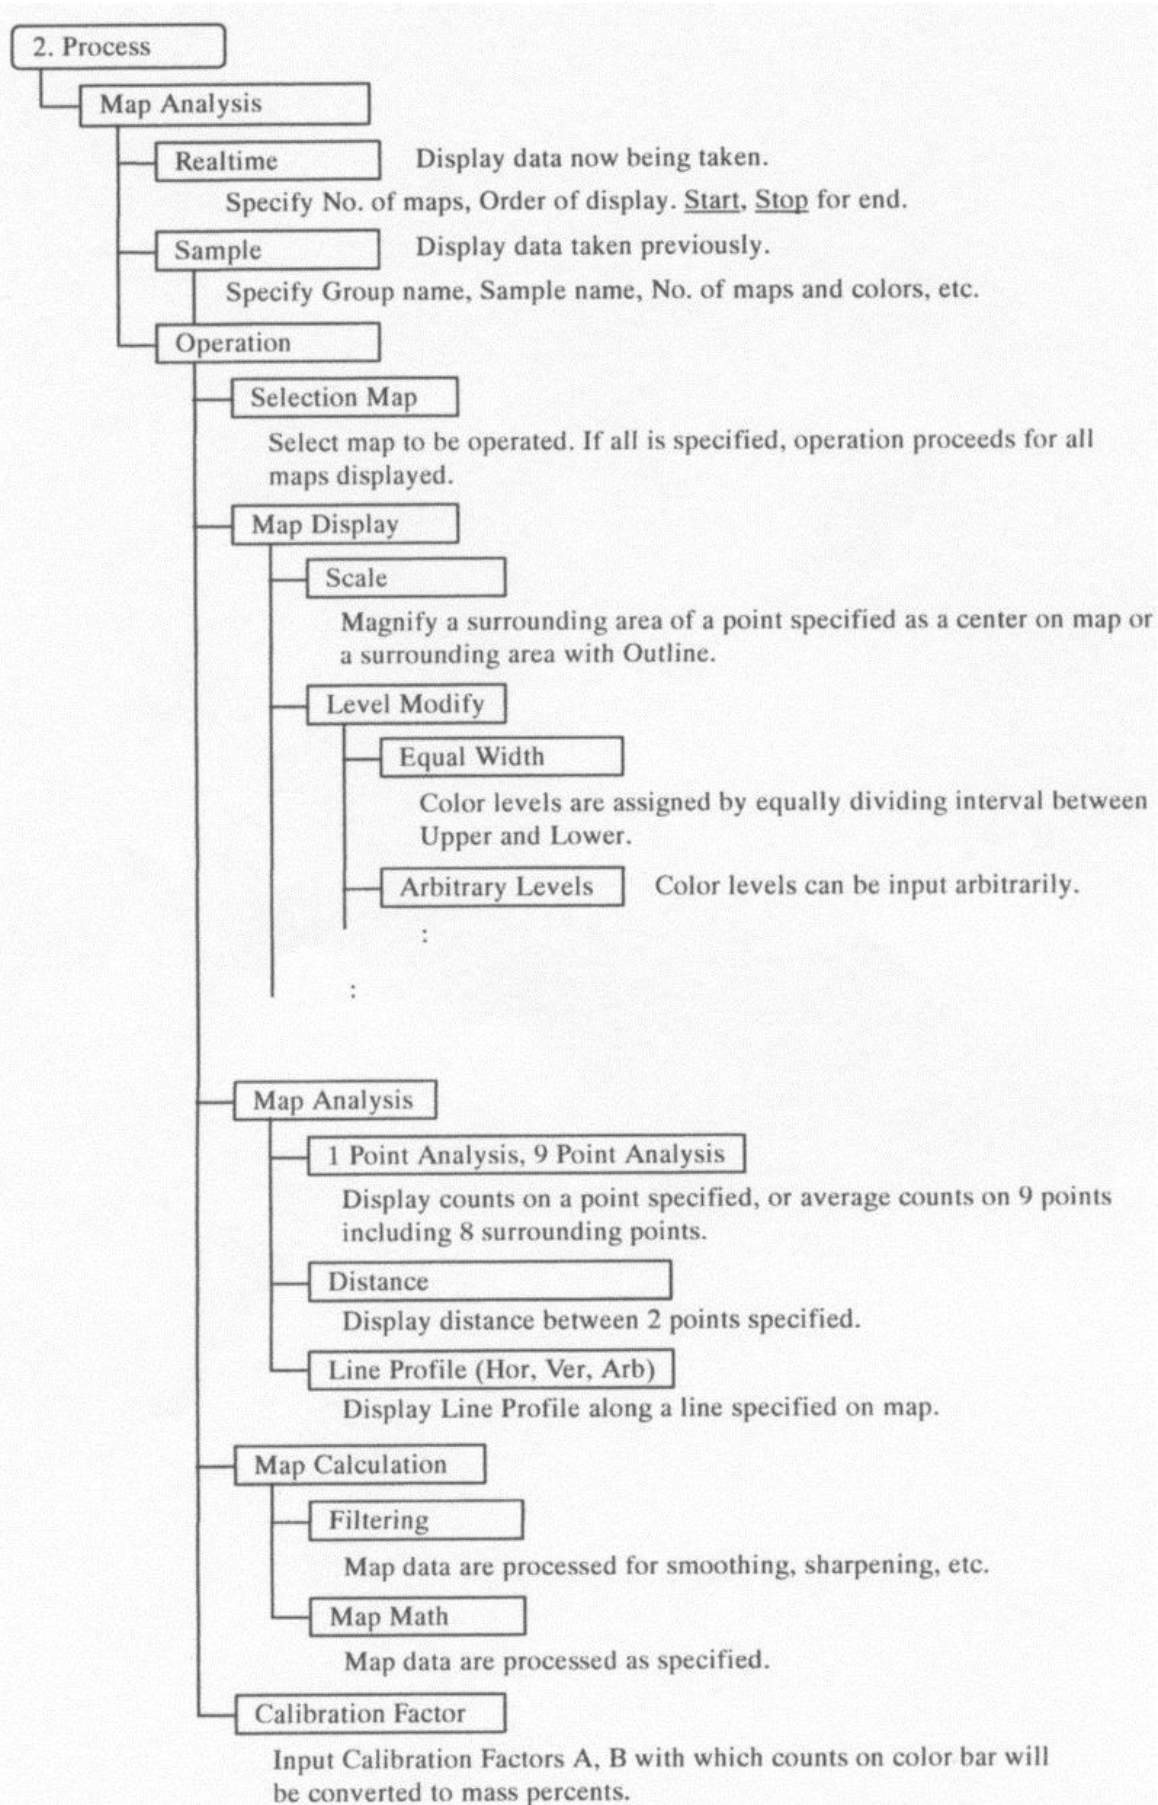 2. Process
Map Analysis
Realtime Display data now being taken.
Specify No. of maps, Order of display. Start, Stop for end.
Sample Display data taken previously.
Specify Group name, Sample name, No. of maps and colors, etc.
Operation
Selection Map
Select map to be operated. If all is specified, operation proceeds for all
maps displayed.
Map Display
Scale
Magnify a surrounding area of a point specified as a center on map or
a surrounding area with Outline.
Level Modify
Equal Width
Color levels are assigned by equally dividing interval between
Upper and Lower.
Arbitrary Levels Color levels can be input arbitrarily.
:
:
Map Analysis
1 Point Analysis, 9 Point Analysis
Display counts on a point specified, or average counts on 9 points
including 8 surrounding points.
Distance
Display distance between 2 points specified.
Line Profile (Hor, Ver, Arb)
Display Line Profile along a line specified on map.
Map Calculation
Filtering
Map data are processed for smoothing, sharpening, etc.
Map Math
Map data are processed as specified.
Calibration Factor
Input Calibration Factors A, B with which counts on color bar will
be converted to mass percents.